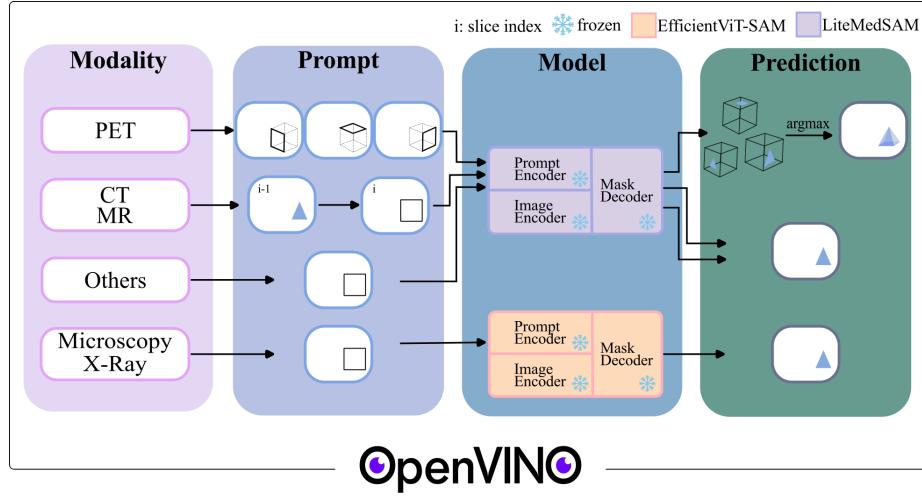 i: slice index
frozen
EfficientViT-SAM
LiteMedSAM
Modality
Prompt
Model
Prediction
PET
CT
MR
Others
Microscopy
X-Ray
i-1
i
Prompt
Encoder
Image
Encoder
Mask
Decoder
Prompt
Encoder
Image
Encoder
Mask
Decoder
argmax
OpenVINO